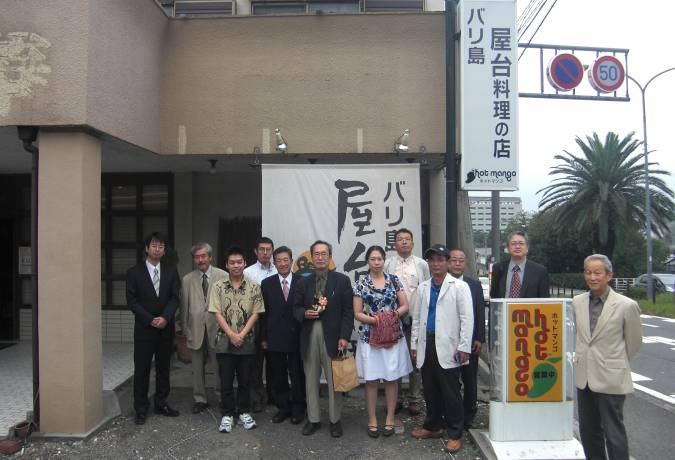 バリ島
屋台料理の店
hot mango
ホットマンゴ
50
バリ島
屋台
ホットマンゴ
hot
mango
営業中